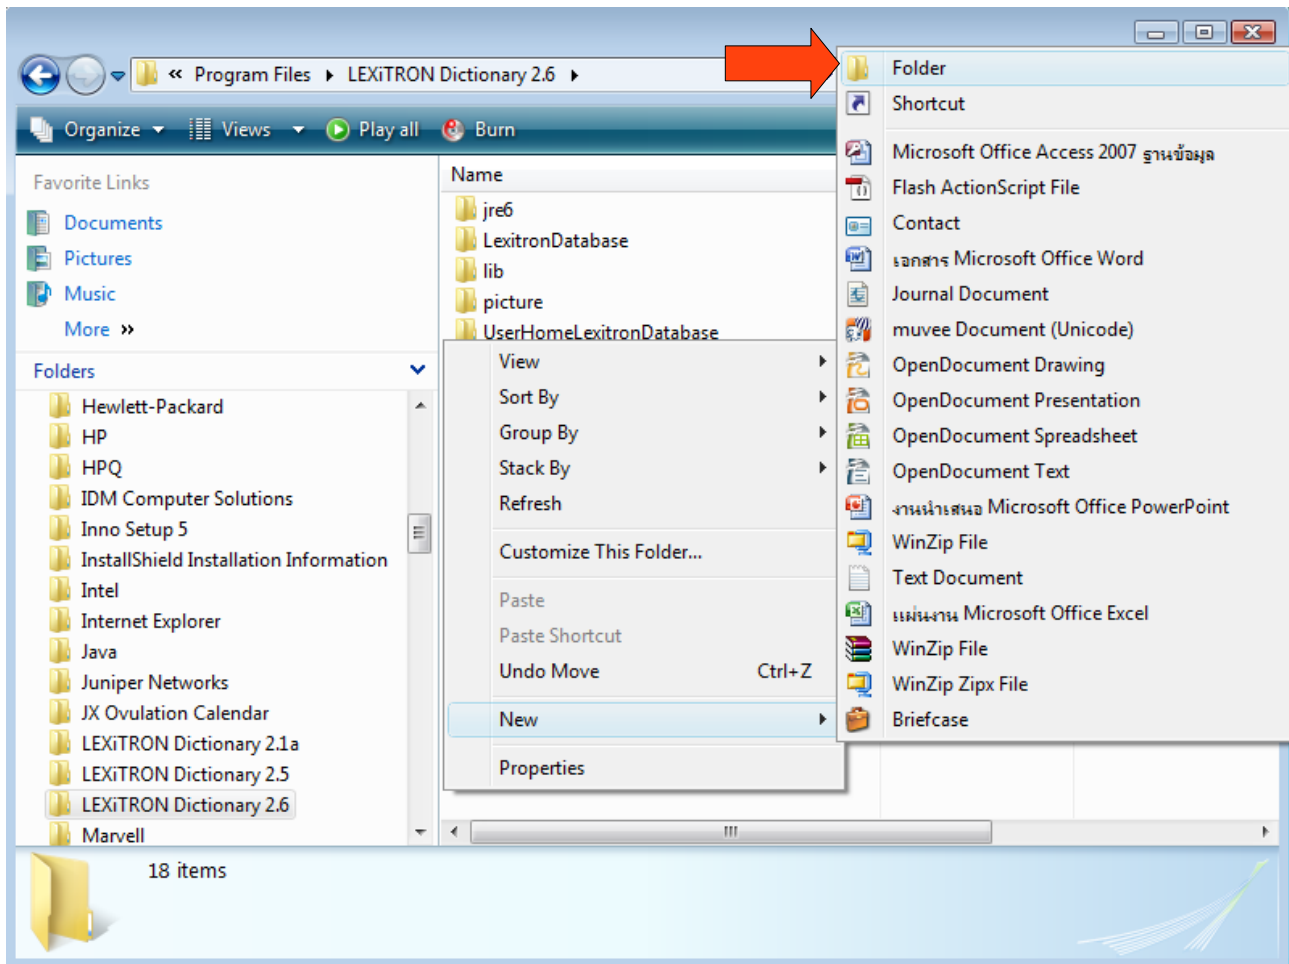 « Program Files ▸ LEXiTRON Dictionary 2.6 ▸
Organize Views Play all Burn
Favorite Links
Documents
Pictures
Music
More »
Folders
Hewlett-Packard
HP
HPQ
IDM Computer Solutions
Inno Setup 5
InstallShield Installation Information
Intel
Internet Explorer
Java
Juniper Networks
JX Ovulation Calendar
LEXiTRON Dictionary 2.1a
LEXiTRON Dictionary 2.5
LEXiTRON Dictionary 2.6
Marvell
Name
jre6
LexitronDatabase
lib
picture
UserHomeLexitronDatabase
View
Sort By
Group By
Stack By
Refresh
Customize This Folder...
Paste
Paste Shortcut
Undo Move Ctrl+Z
New
Properties
Folder
Shortcut
Microsoft Office Access 2007 ฐานข้อมูล
Flash ActionScript File
Contact
เอกสาร Microsoft Office Word
Journal Document
muvee Document (Unicode)
OpenDocument Drawing
OpenDocument Presentation
OpenDocument Spreadsheet
OpenDocument Text
งานนำเสนอ Microsoft Office PowerPoint
WinZip File
Text Document
แผ่นงาน Microsoft Office Excel
WinZip File
WinZip Zipx File
Briefcase
18 items